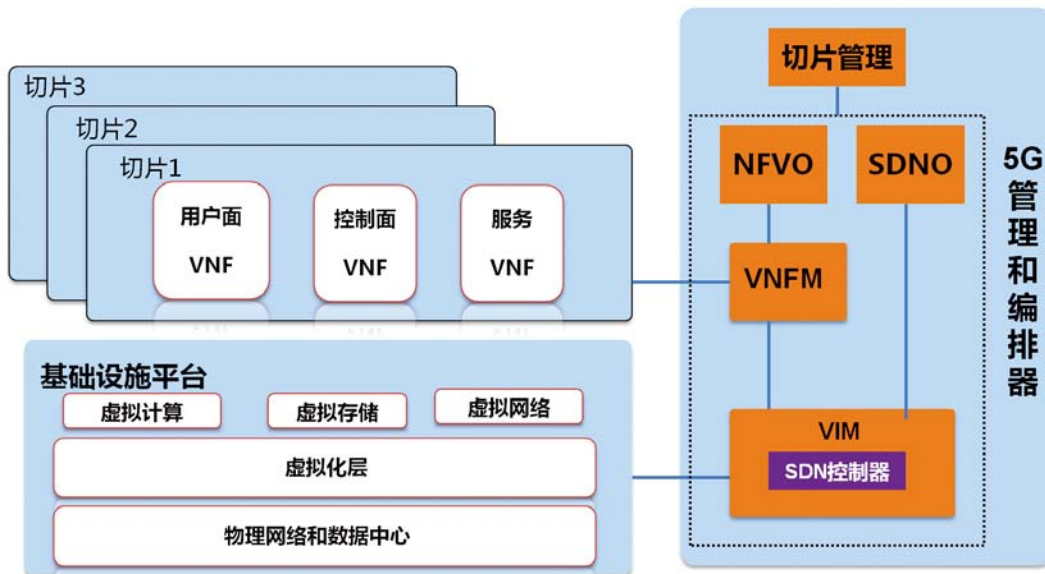 切片3
切片2
切片1
用户面
VNF
控制面
VNF
服务
VNF
基础设施平台
虚拟计算
虚拟存储
虚拟网络
虚拟化层
物理网络和数据中心
切片管理
NFVO
SDNO
VNFM
VIM
SDN控制器
5G
管
理
和
编
排
器